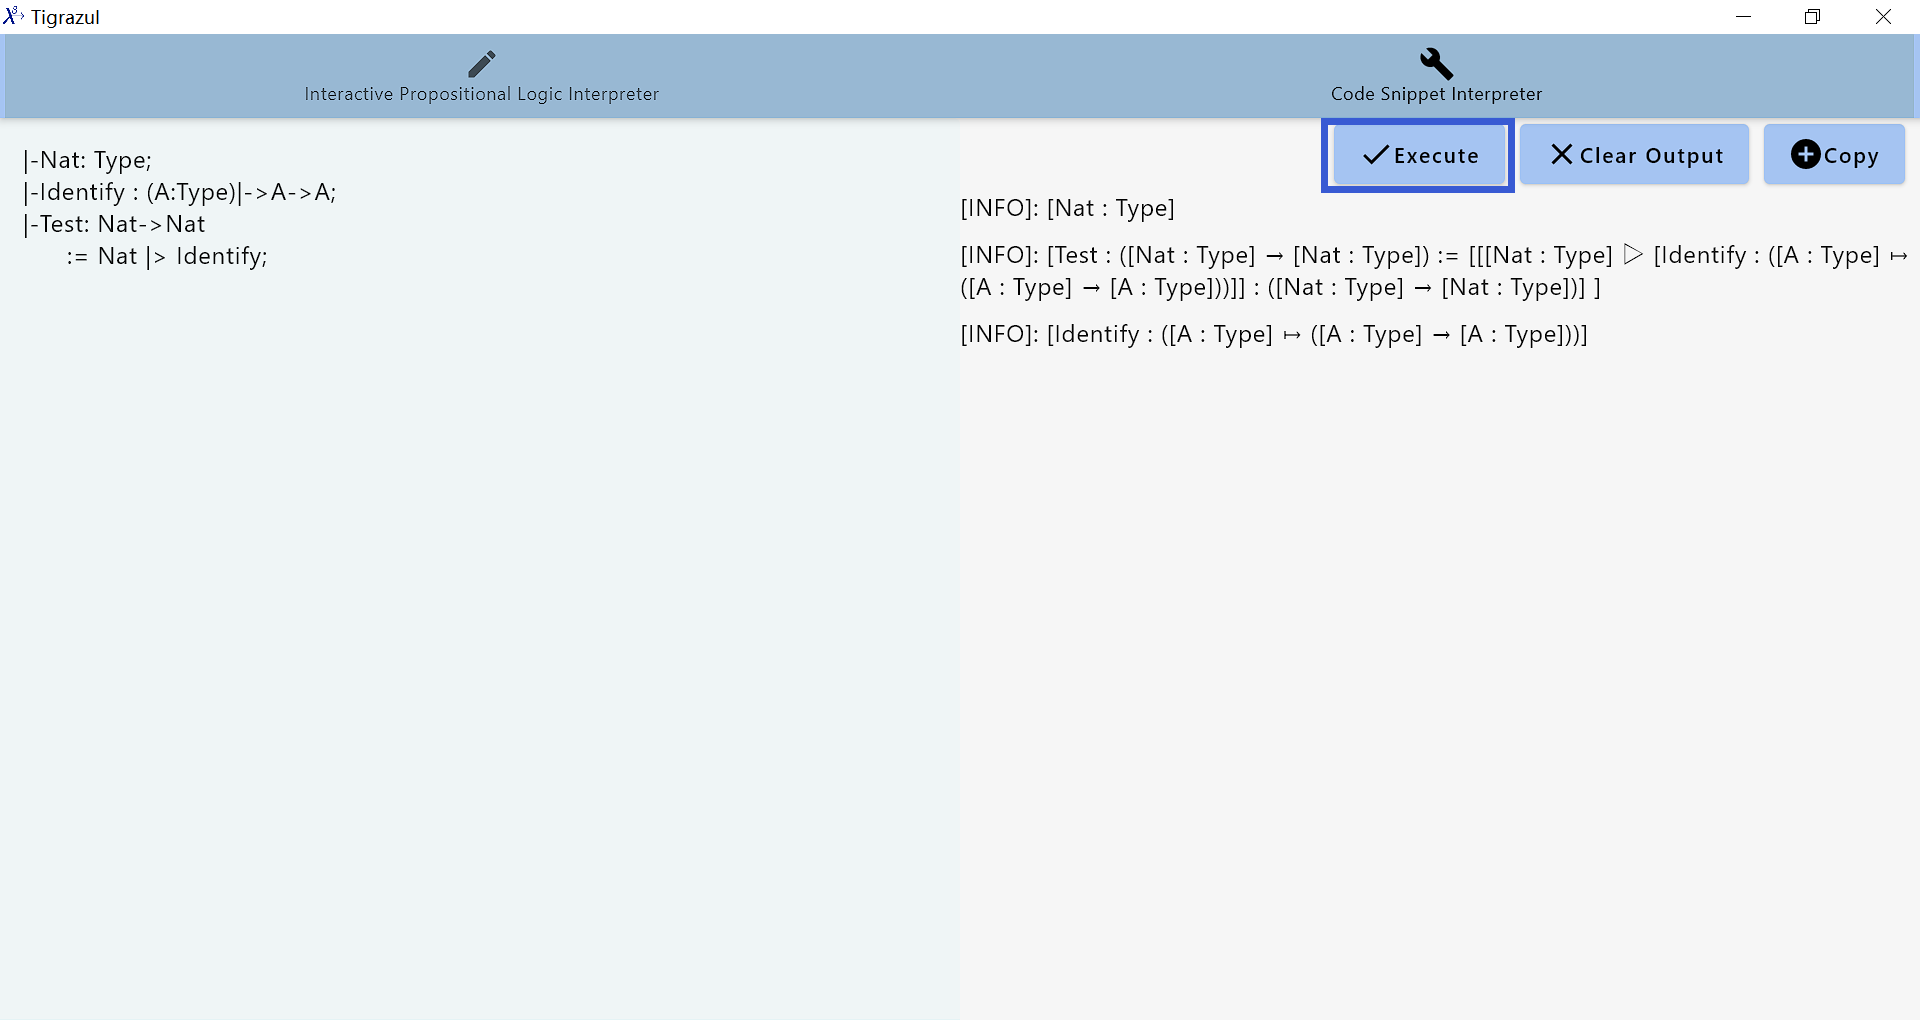 Tigrazul
Interactive Propositional Logic Interpreter
Code Snippet Interpreter
|-Nat: Type;
|-Identify : (A:Type)|->A->A;
|-Test: Nat->Nat
:= Nat |> Identify;
Execute
Clear Output
Copy
[INFO]: [Nat : Type]
[INFO]: [Test : ([Nat : Type] → [Nat : Type]) := [[[Nat : Type] ▷ [Identify : ([A : Type] ↦
([A : Type] → [A : Type]))]] : ([Nat : Type] → [Nat : Type])] ]
[INFO]: [Identify : ([A : Type] ↦ ([A : Type] → [A : Type]))]